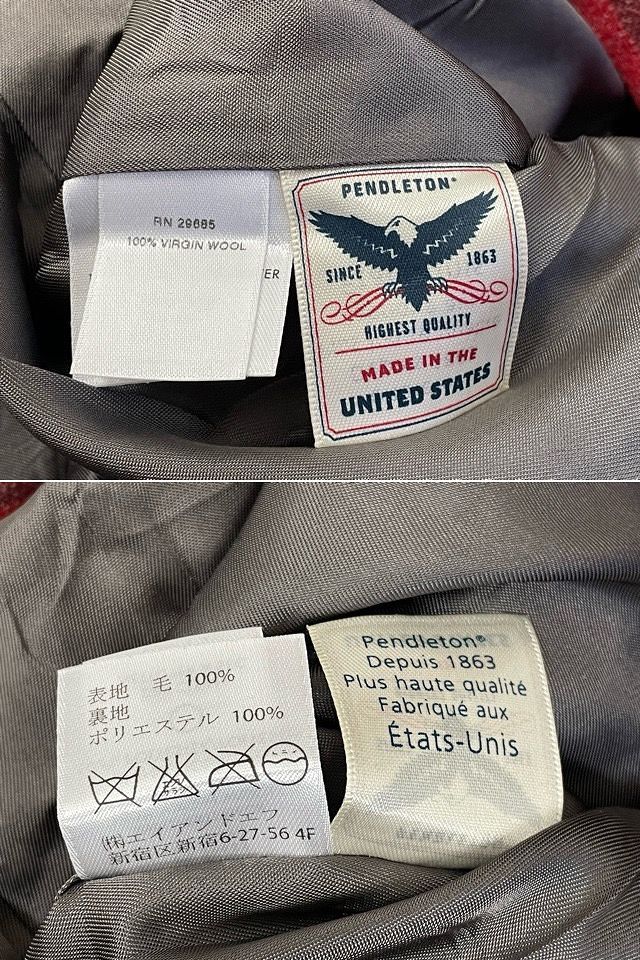 RN 29685
100% VIRGIN WOOL
ER
PENDLETON®
SINCE 1863
HIGHEST QUALITY
MADE IN THE
UNITED STATES
表地 毛 100%
裏地
ポリエステル 100%
㈱エイアンドエフ
新宿区新宿6-27-56 4F
Pendleton®
Depuis 1863
Plus haute qualité
Fabriqué aux
États-Unis